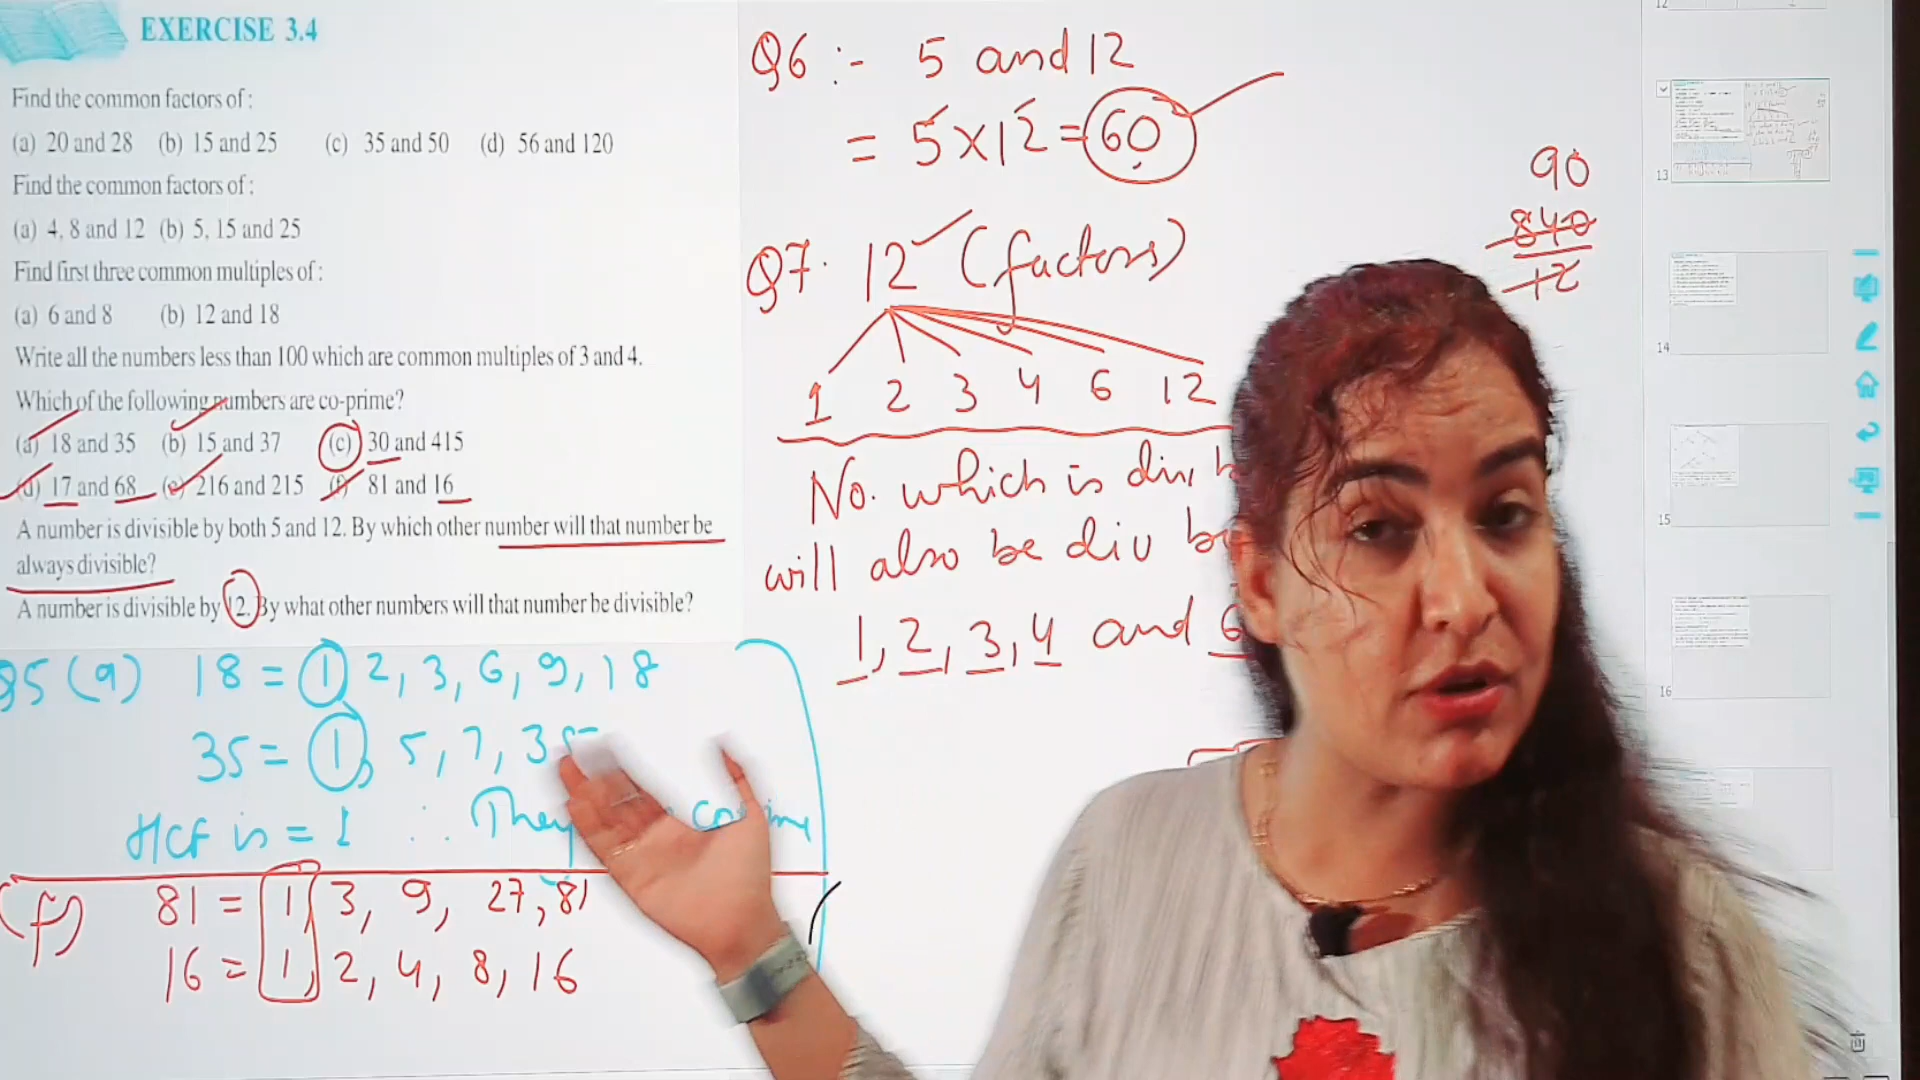 EXERCISE 3.4
Find the common factors of :
(a) 20 and 28 (b) 15 and 25 (c) 35 and 50 (d) 56 and 120
Find the common factors of :
(a) 4, 8 and 12 (b) 5, 15 and 25
Find first three common multiples of :
(a) 6 and 8 (b) 12 and 18
Write all the numbers less than 100 which are common multiples of 3 and 4.
Which of the following numbers are co-prime?
(a) 18 and 35 (b) 15 and 37 (c) 30 and 415
(d) 17 and 68 (e) 216 and 215 (f) 81 and 16
A number is divisible by both 5 and 12. By which other number will that number be
always divisible?
A number is divisible by 12. By what other numbers will that number be divisible?
(a) 18 = 1 2, 3, 6, 9, 18
35 = 1, 5, 7, 35
HCF is = 1 ∴ They
(f) 81 = 1, 3, 9, 27, 81
16 = 1, 2, 4, 8, 16
Q6 :- 5 and 12
= 5×12 = 60
Q7. 12 (factors)
1 2 3 4 6 12
No. which is div
will also be div
1, 2, 3, 4 and 6
90
840
12
12
13
14
15
16